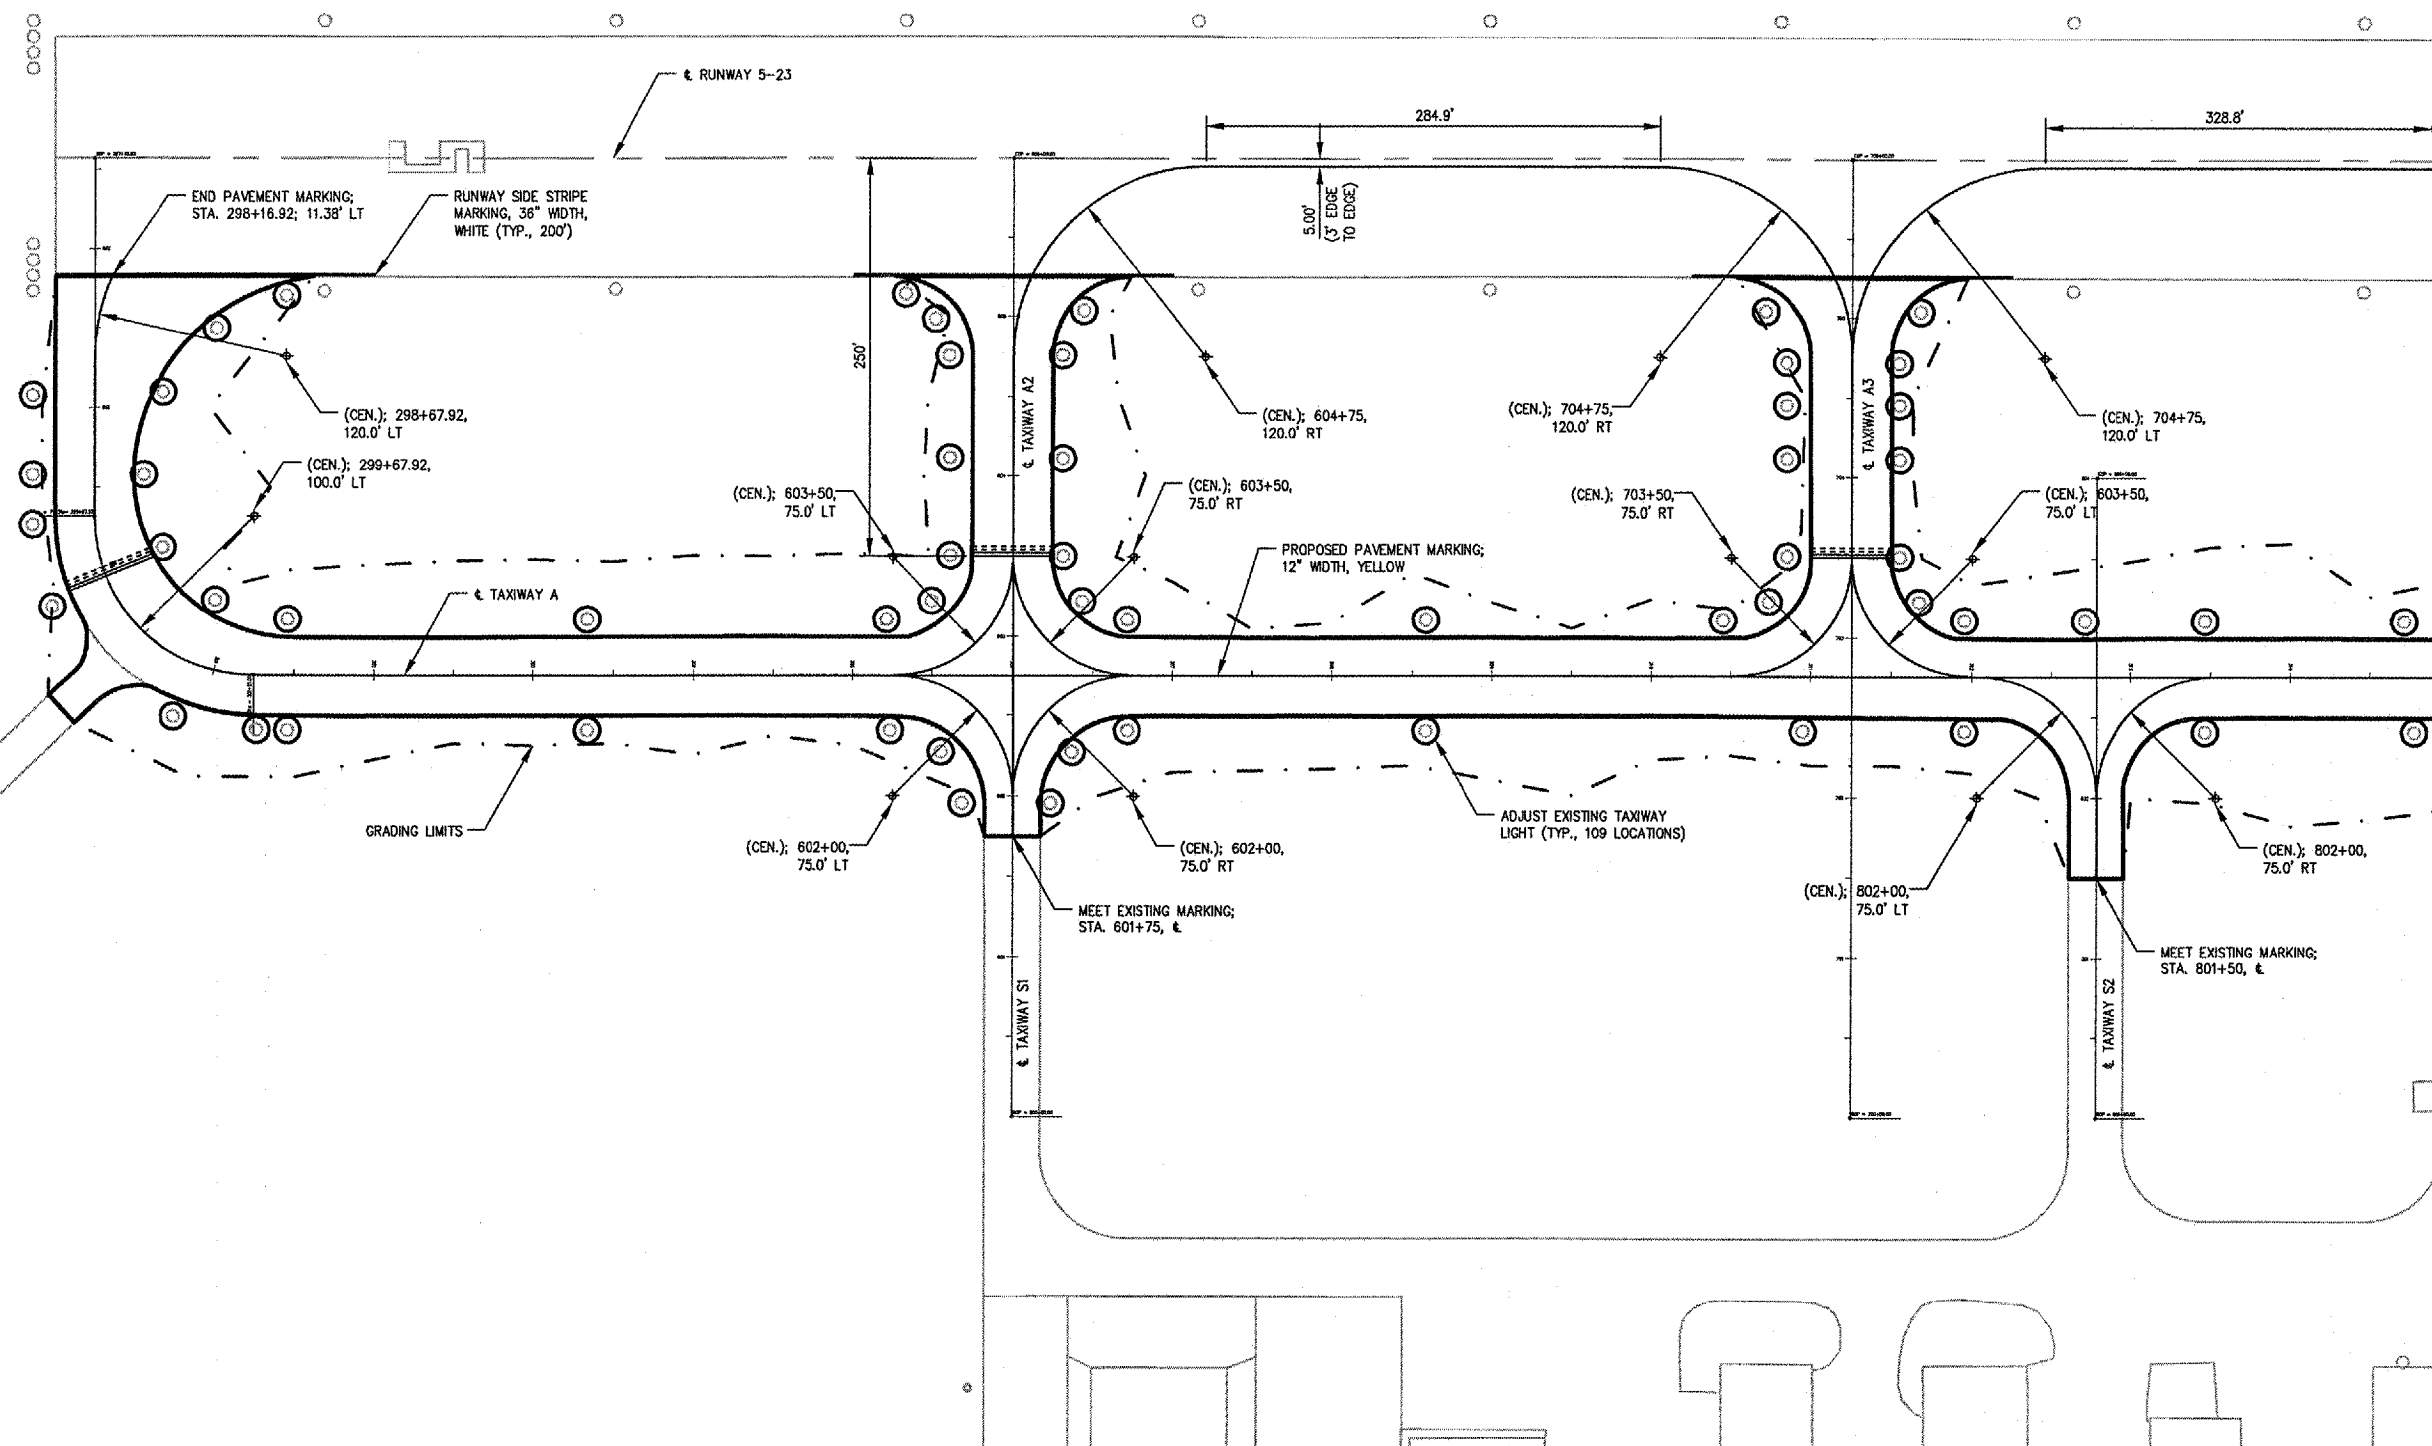 ℄ RUNWAY 5-23
284.9'
328.8'
END PAVEMENT MARKING;
STA. 298+16.92; 11.38' LT
RUNWAY SIDE STRIPE
MARKING, 36" WIDTH,
WHITE (TYP., 200')
5.00'
(3' EDGE
TO EDGE)
250'
℄ TAXIWAY A2
℄ TAXIWAY A3
(CEN.); 298+67.92,
120.0' LT
(CEN.); 604+75,
120.0' RT
(CEN.); 704+75,
120.0' RT
(CEN.); 704+75,
120.0' LT
(CEN.); 299+67.92,
100.0' LT
(CEN.); 603+50,
75.0' LT
(CEN.); 603+50,
75.0' RT
(CEN.); 703+50,
75.0' RT
(CEN.); 603+50,
75.0' LT
PROPOSED PAVEMENT MARKING;
12" WIDTH, YELLOW
℄ TAXIWAY A
GRADING LIMITS
(CEN.); 602+00,
75.0' LT
(CEN.); 602+00,
75.0' RT
ADJUST EXISTING TAXIWAY
LIGHT (TYP., 109 LOCATIONS)
(CEN.); 802+00,
75.0' LT
(CEN.); 802+00,
75.0' RT
MEET EXISTING MARKING;
STA. 601+75, ℄
MEET EXISTING MARKING;
STA. 801+50, ℄
℄ TAXIWAY S1
℄ TAXIWAY S2